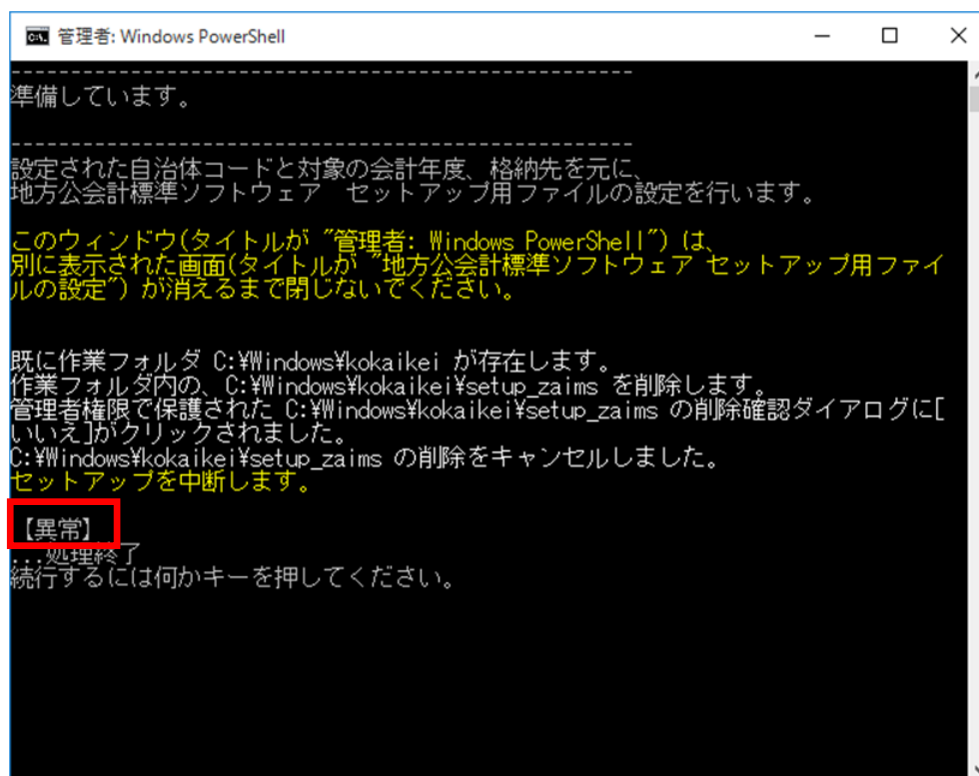 管理者: Windows PowerShell
----------------------------------------------------
準備しています。
----------------------------------------------------
設定された自治体コードと対象の会計年度、格納先を元に、
地方公会計標準ソフトウェア セットアップ用ファイルの設定を行います。
このウィンドウ(タイトルが ”管理者: Windows PowerShell”) は、
別に表示された画面(タイトルが ”地方公会計標準ソフトウェア セットアップ用ファイ
ルの設定”) が消えるまで閉じないでください。
既に作業フォルダ C:¥Windows¥kokaikei が存在します。
作業フォルダ内の、C:¥Windows¥kokaikei¥setup_zaims を削除します。
管理者権限で保護された C:¥Windows¥kokaikei¥setup_zaims の削除確認ダイアログに[
いいえ]がクリックされました。
C:¥Windows¥kokaikei¥setup_zaims の削除をキャンセルしました。
セットアップを中断します。
【異常】
...処理終了
続行するには何かキーを押してください。